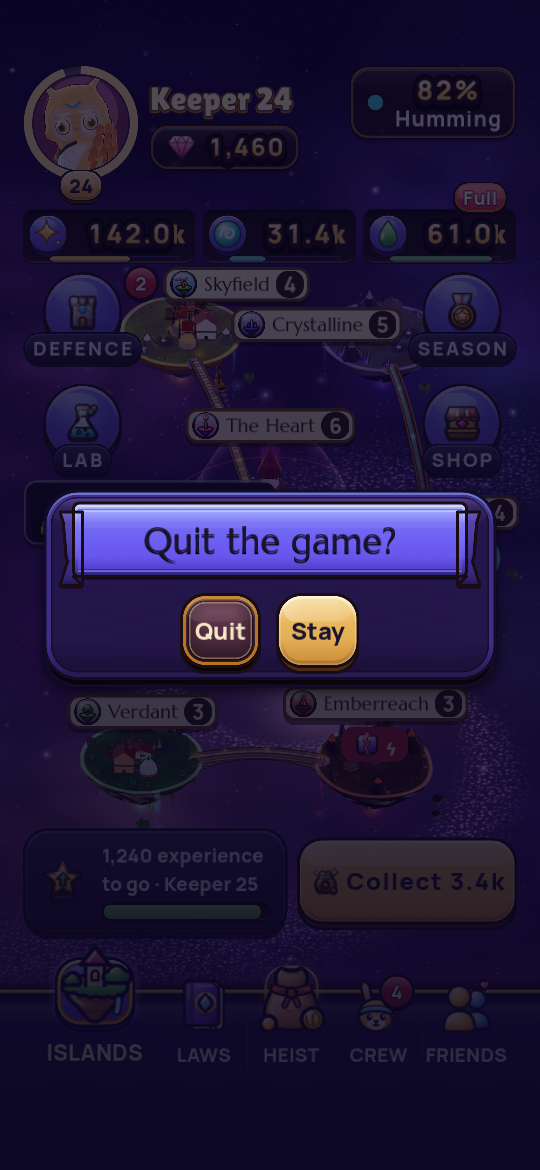 Keeper 24
1,460
82%
Humming
24
Full
142.0k
31.4k
61.0k
2
Skyfield 4
Crystalline 5
DEFENCE
SEASON
The Heart 6
LAB
SHOP
4
Quit the game?
Quit
Stay
Verdant 3
Emberreach 3
1,240 experience
to go · Keeper 25
Collect 3.4k
4
ISLANDS
LAWS
HEIST
CREW
FRIENDS